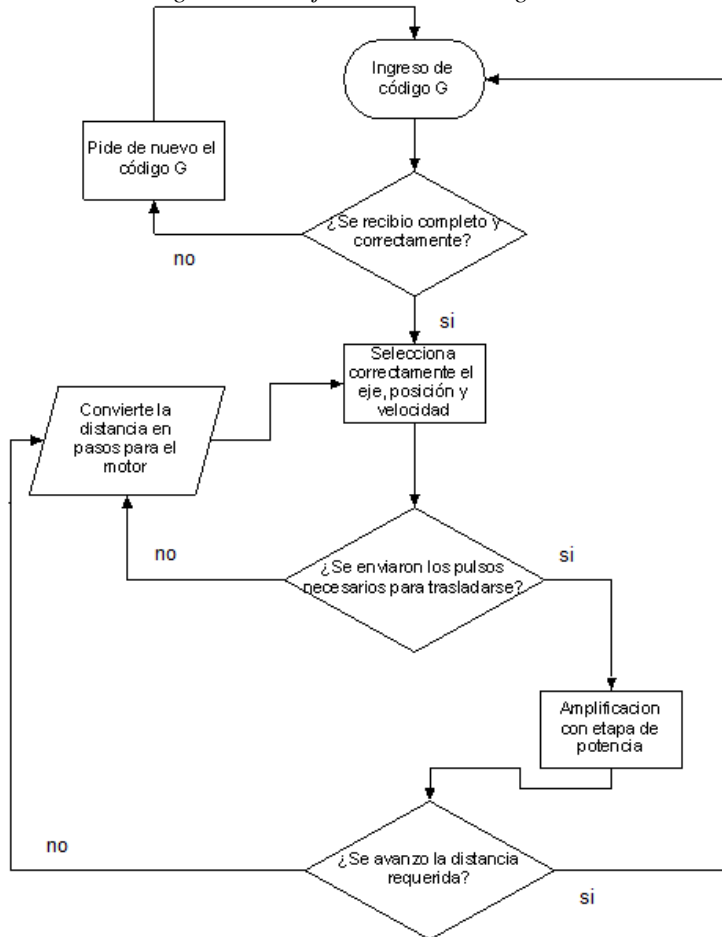 Ingreso de
código G
Pide de nuevo el
código G
¿Se recibio completo y
correctamente?
no
si
Selecciona
correctamente el
eje, posición y
velocidad
Convierte la
distancia en
pasos para el
motor
no
¿Se enviaron los pulsos
necesarios para trasladarse?
si
Amplificacion
con etapa de
potencia
no
¿Se avanzo la distancia
requerida?
si